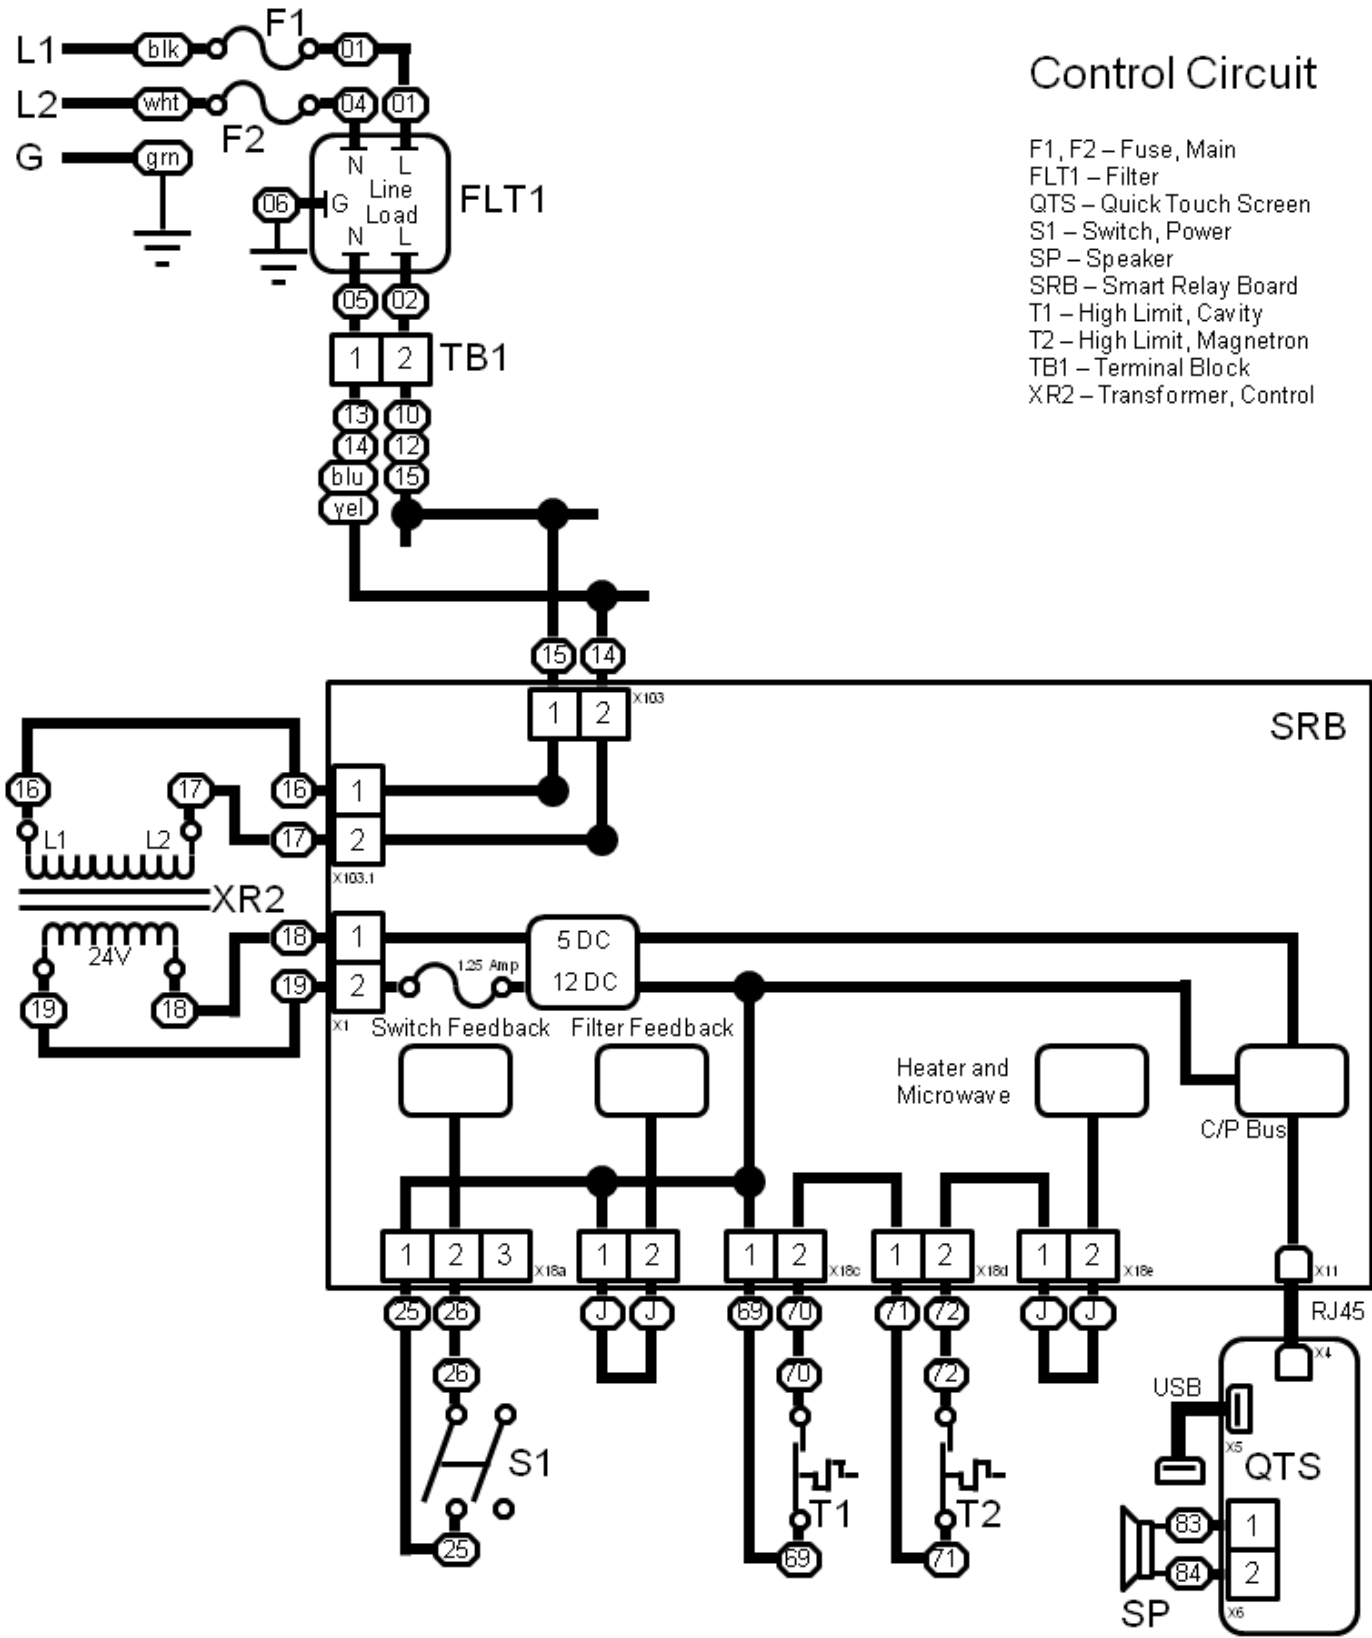 Control Circuit
F1, F2 – Fuse, Main
FLT1 – Filter
QTS – Quick Touch Screen
S1 – Switch, Power
SP – Speaker
SRB – Smart Relay Board
T1 – High Limit, Cavity
T2 – High Limit, Magnetron
TB1 – Terminal Block
XR2 – Transformer, Control
L1 blk F1 01
L2 wht F2 04 01
G grn
N L
Line
06 G Load FLT1
N L
05 02
1 2 TB1
13 10
14 12
blu 15
yel
15 14
1 2 X103
SRB
16 17 16 1
L1 L2 17 2
X103.1
XR2
24V 18 1 5 DC
19 2 1.25 Amp 12 DC
19 18 X1
Switch Feedback Filter Feedback
Heater and
Microwave
C/P Bus
1 2 3 X18a 1 2 1 2 X18c 1 2 X18d 1 2 X18e X11
25 26 J J 69 70 71 72 J J RJ45
X4
26 70 72
USB
X5
S1 QTS
T1 T2
25 69 71
83 1
84 2
SP X6